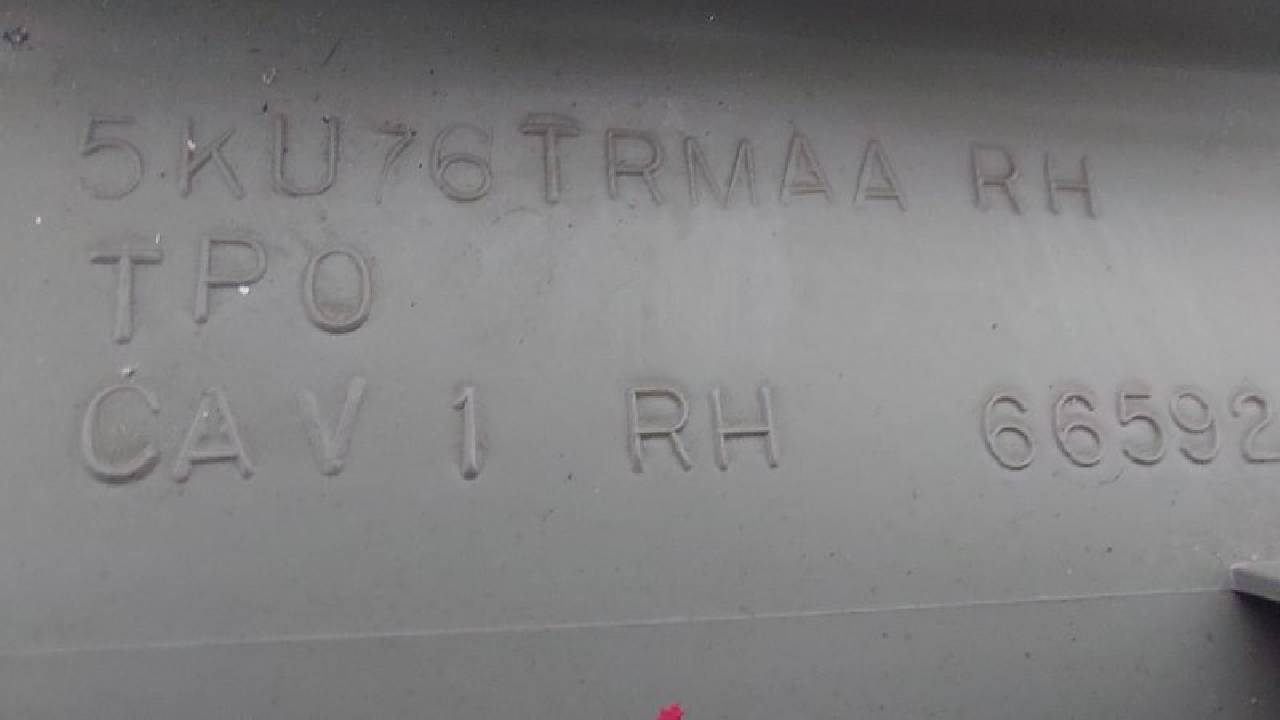 5KU76TRMAA RH
TPO
CAV 1 RH 66592